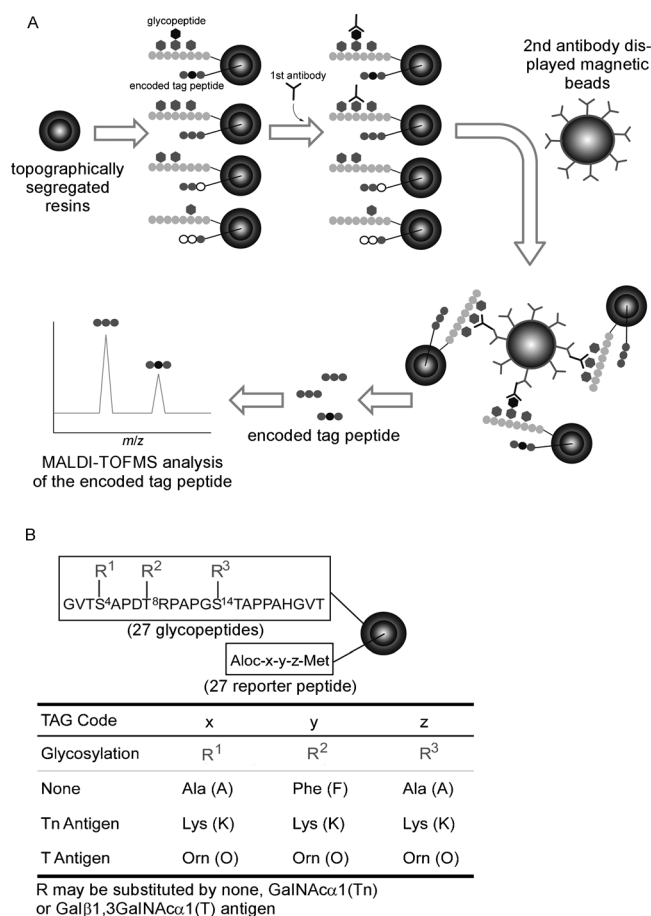 A
glycopeptide
encoded tag peptide
1st antibody
2nd antibody dis-
played magnetic
beads
topographically
segregated
resins
m/z
MALDI-TOFMS analysis
of the encoded tag peptide
encoded tag peptide
B
R¹ R² R³
GVTS⁴APDT⁸RPAPGS¹⁴TAPPAHGVT
(27 glycopeptides)
Aloc-x-y-z-Met
(27 reporter peptide)
TAG Code x y z
Glycosylation R¹ R² R³
None Ala (A) Phe (F) Ala (A)
Tn Antigen Lys (K) Lys (K) Lys (K)
T Antigen Orn (O) Orn (O) Orn (O)
R may be substituted by none, GalNAcα1(Tn)
or Galβ1,3GalNAcα1(T) antigen